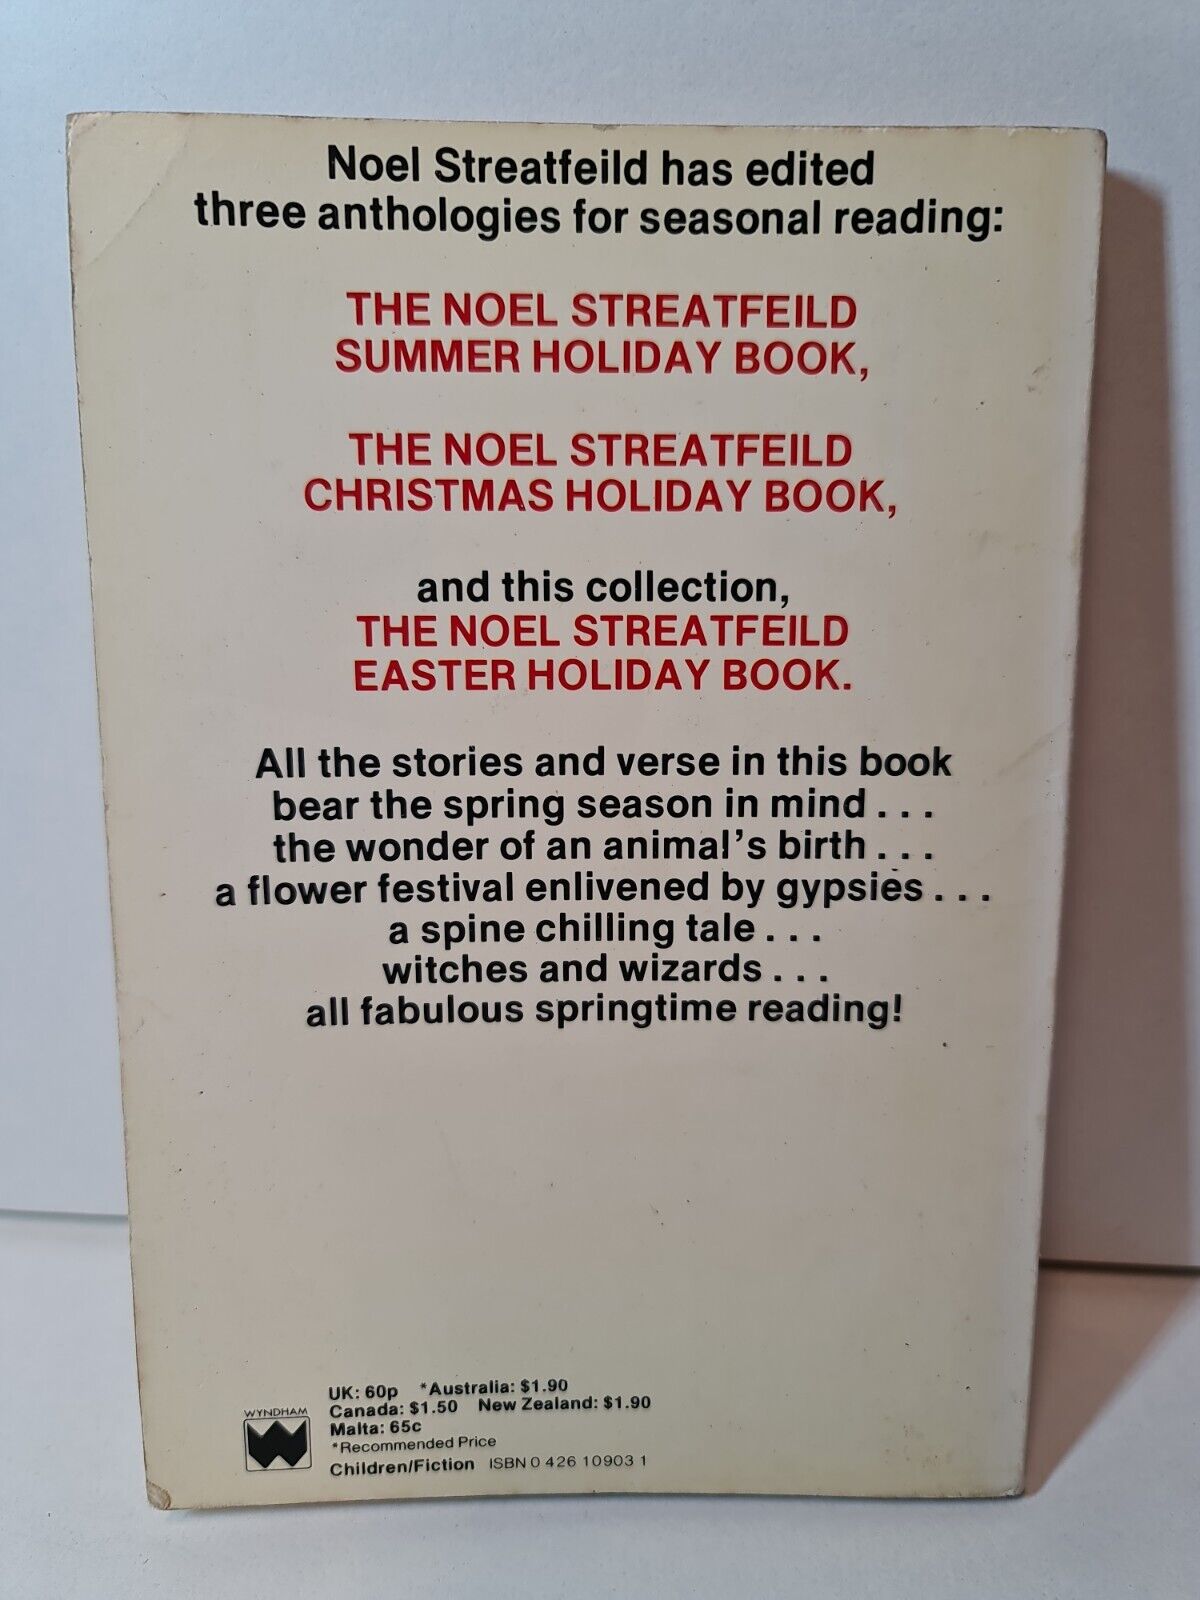 Noel Streatfeild has edited
three anthologies for seasonal reading:
THE NOEL STREATFEILD
SUMMER HOLIDAY BOOK,
THE NOEL STREATFEILD
CHRISTMAS HOLIDAY BOOK,
and this collection,
THE NOEL STREATFEILD
EASTER HOLIDAY BOOK.
All the stories and verse in this book
bear the spring season in mind . . .
the wonder of an animal's birth . . .
a flower festival enlivened by gypsies . . .
a spine chilling tale . . .
witches and wizards . . .
all fabulous springtime reading!
WYNDHAM
UK: 60p *Australia: $1.90
Canada: $1.50 New Zealand: $1.90
Malta: 65c
*Recommended Price
Children/Fiction ISBN 0 426 10903 1